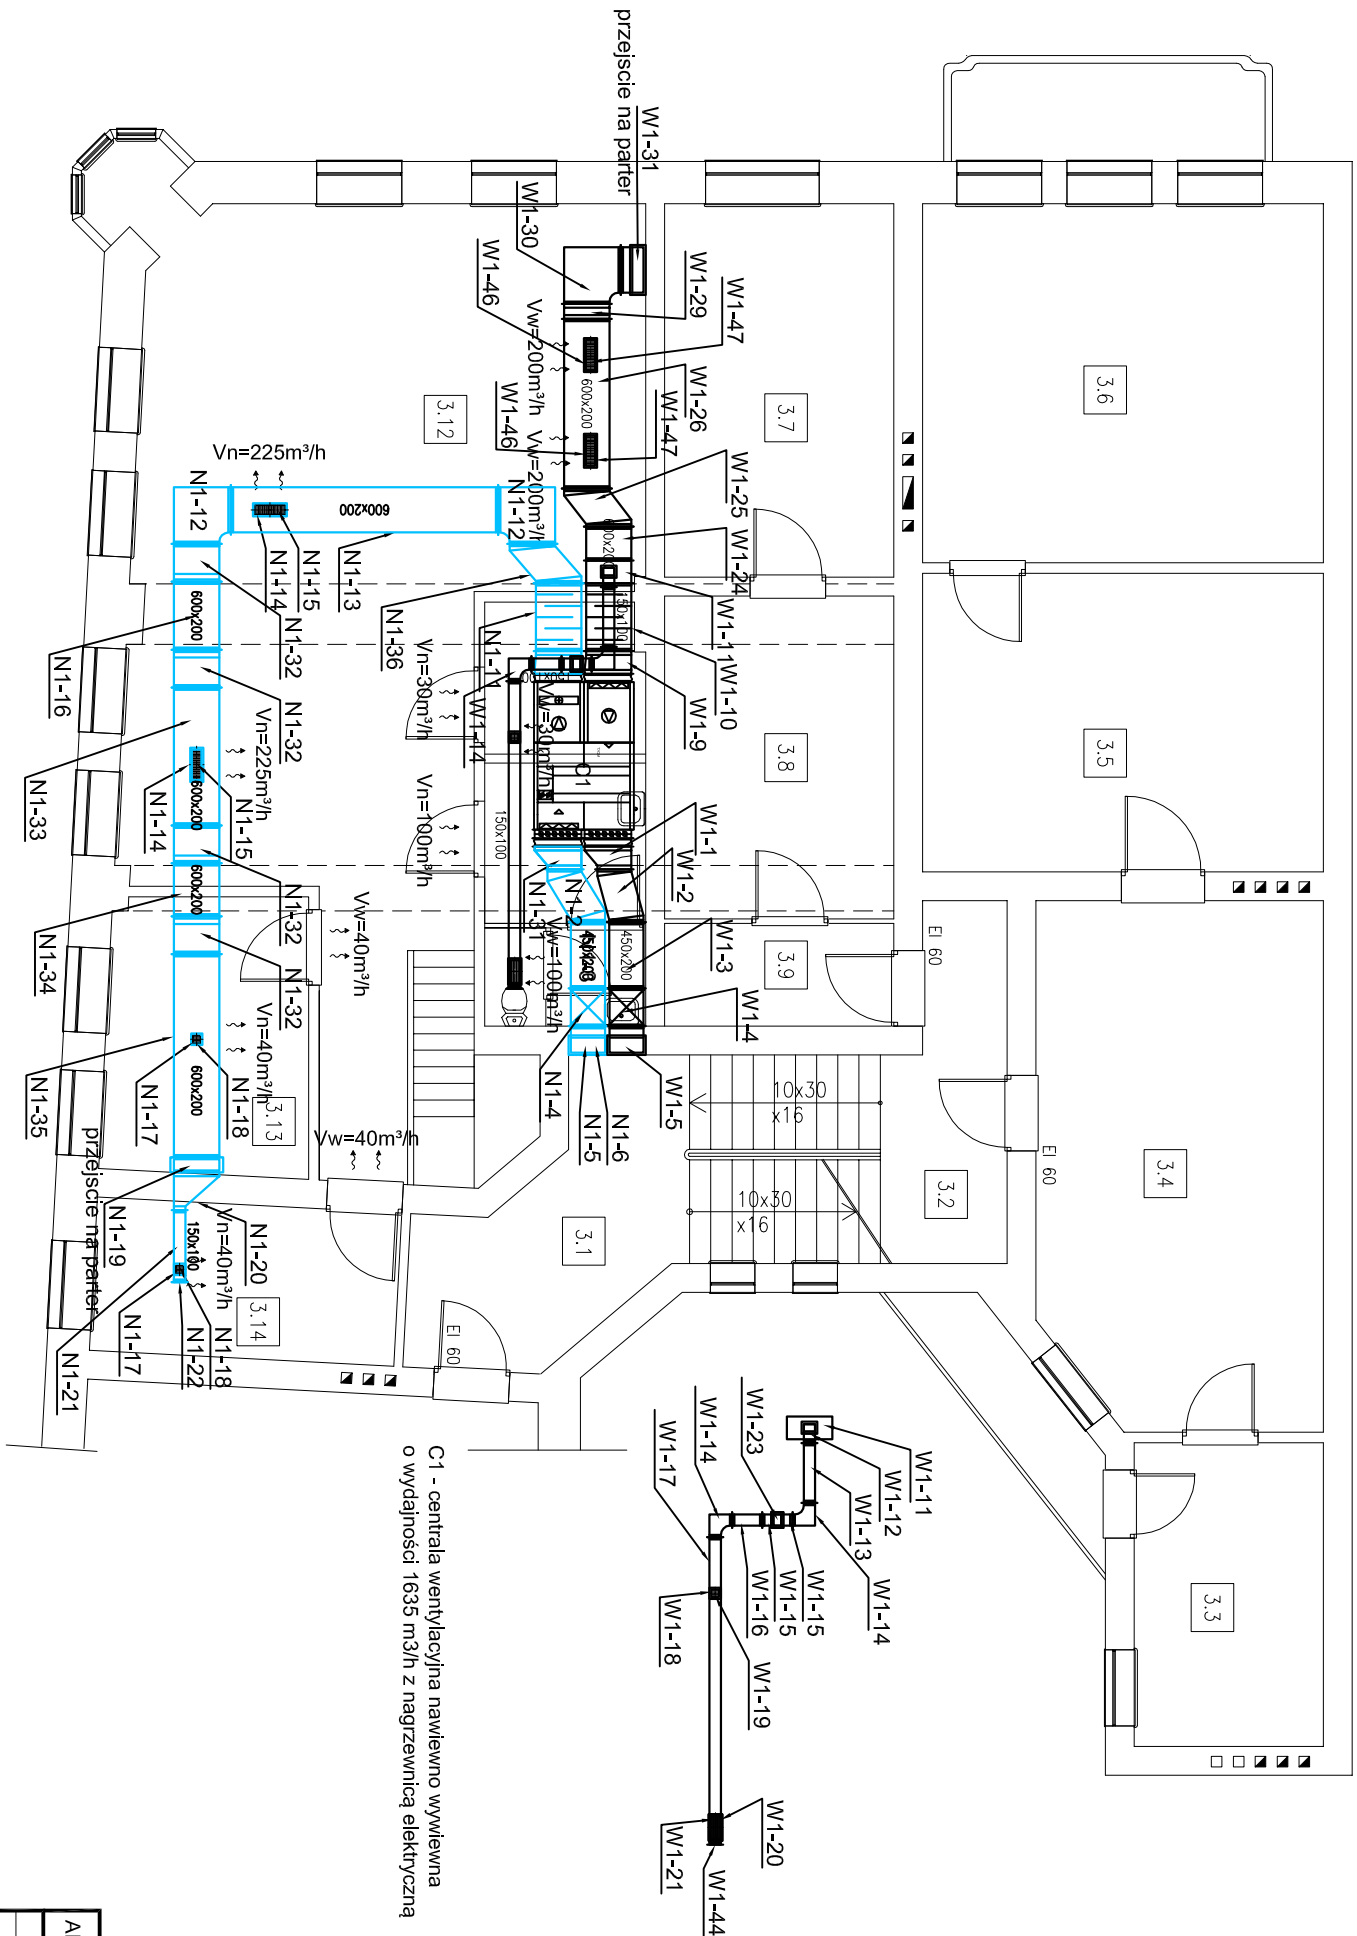 przejscie na parter
W1-31
W1-30
W1-46
W1-29
W1-47
Vw=200m³/h
600x200
W1-26
W1-46
W1-47
Vw=200m³/h
W1-25
600x200
W1-24
W1-11
150x100
W1-10
W1-9
3.6
3.7
3.12
3.5
3.8
3.9
3.4
3.2
3.3
3.1
3.13
3.14
Vn=225m³/h
N1-12
N1-14
N1-15
N1-13
600x200
N1-12
N1-36
N1-11
W1-14
Vn=30m³/h
Vw=30m³/h
C1
150x100
Vn=100m³/h
600x200
N1-16
N1-32
N1-32
N1-33
Vn=225m³/h
N1-14
N1-15
600x200
N1-32
600x200
N1-34
N1-32
Vw=40m³/h
Vn=40m³/h
N1-35
N1-17
N1-18
600x200
Vw=40m³/h
przejscie na parter
N1-19
N1-20
Vn=40m³/h
150x100
N1-17
N1-18
N1-22
N1-21
W1-1
W1-2
N1-2
N1-3
Vw=100m³/h
450x200
450x200
W1-3
W1-4
W1-5
N1-4
N1-5
N1-6
EI 60
EI 60
EI 60
10x30
x16
10x30
x16
W1-11
W1-12
W1-13
W1-14
W1-23
W1-14
W1-17
W1-15
W1-15
W1-16
W1-18
W1-19
W1-20
W1-21
W1-44
C1 - centrala wentylacyjna nawiewno wywiewna
o wydajności 1635 m3/h z nagrzewnicą elektryczną